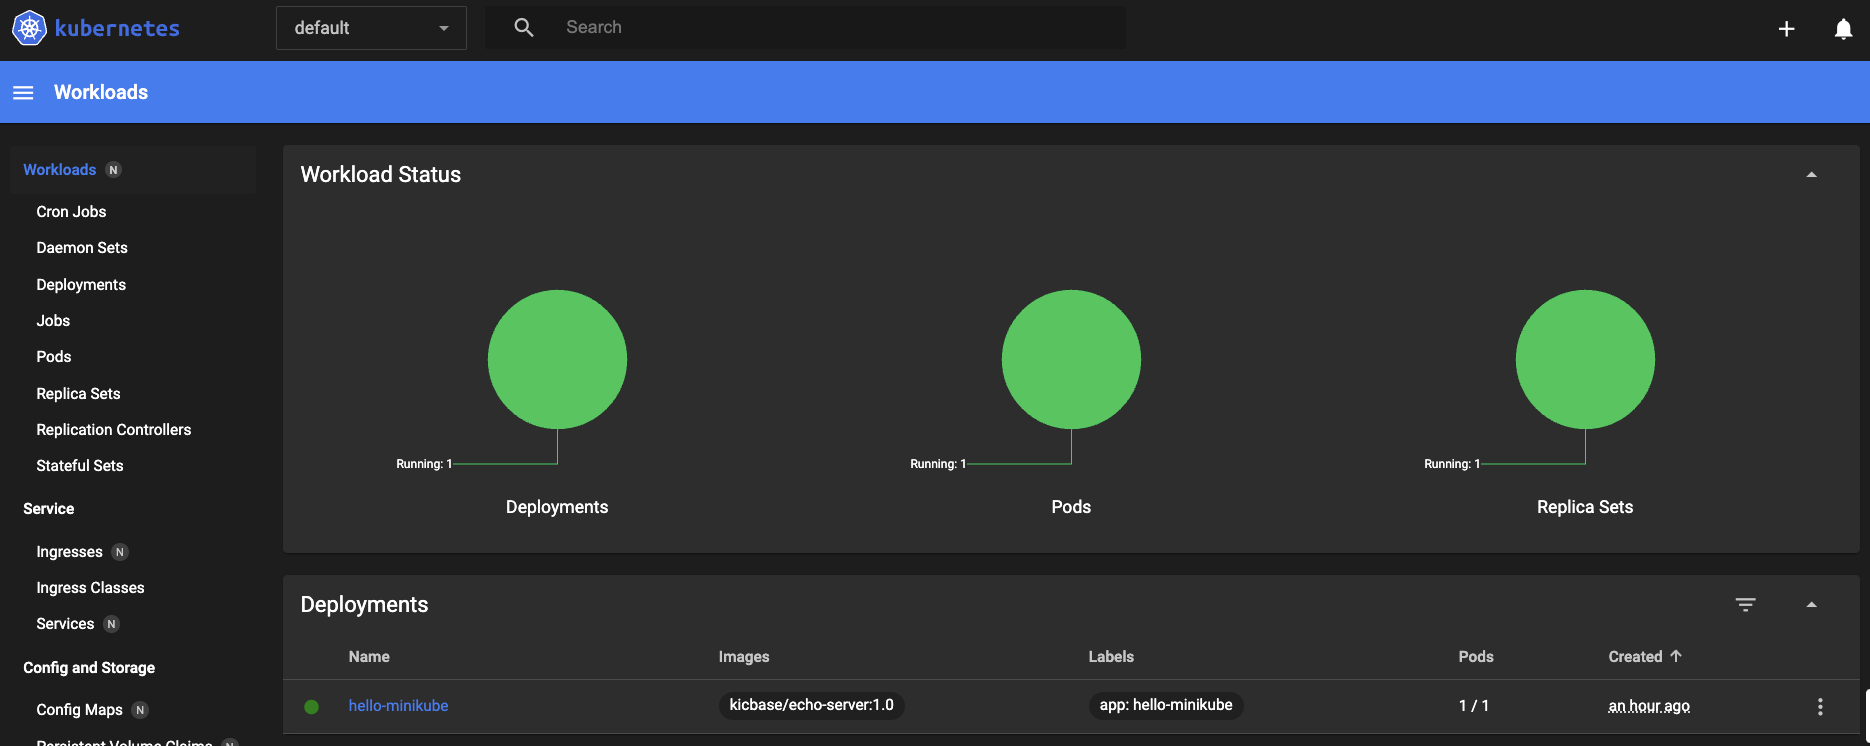 kubernetes
default
Search
Workloads
Workloads N
Cron Jobs
Daemon Sets
Deployments
Jobs
Pods
Replica Sets
Replication Controllers
Stateful Sets
Service
Ingresses N
Ingress Classes
Services N
Config and Storage
Config Maps N
Persistent Volume Claims N
Workload Status
Running: 1
Deployments
Running: 1
Pods
Running: 1
Replica Sets
Deployments
Name Images Labels Pods Created
hello-minikube kicbase/echo-server:1.0 app: hello-minikube 1 / 1 an hour ago